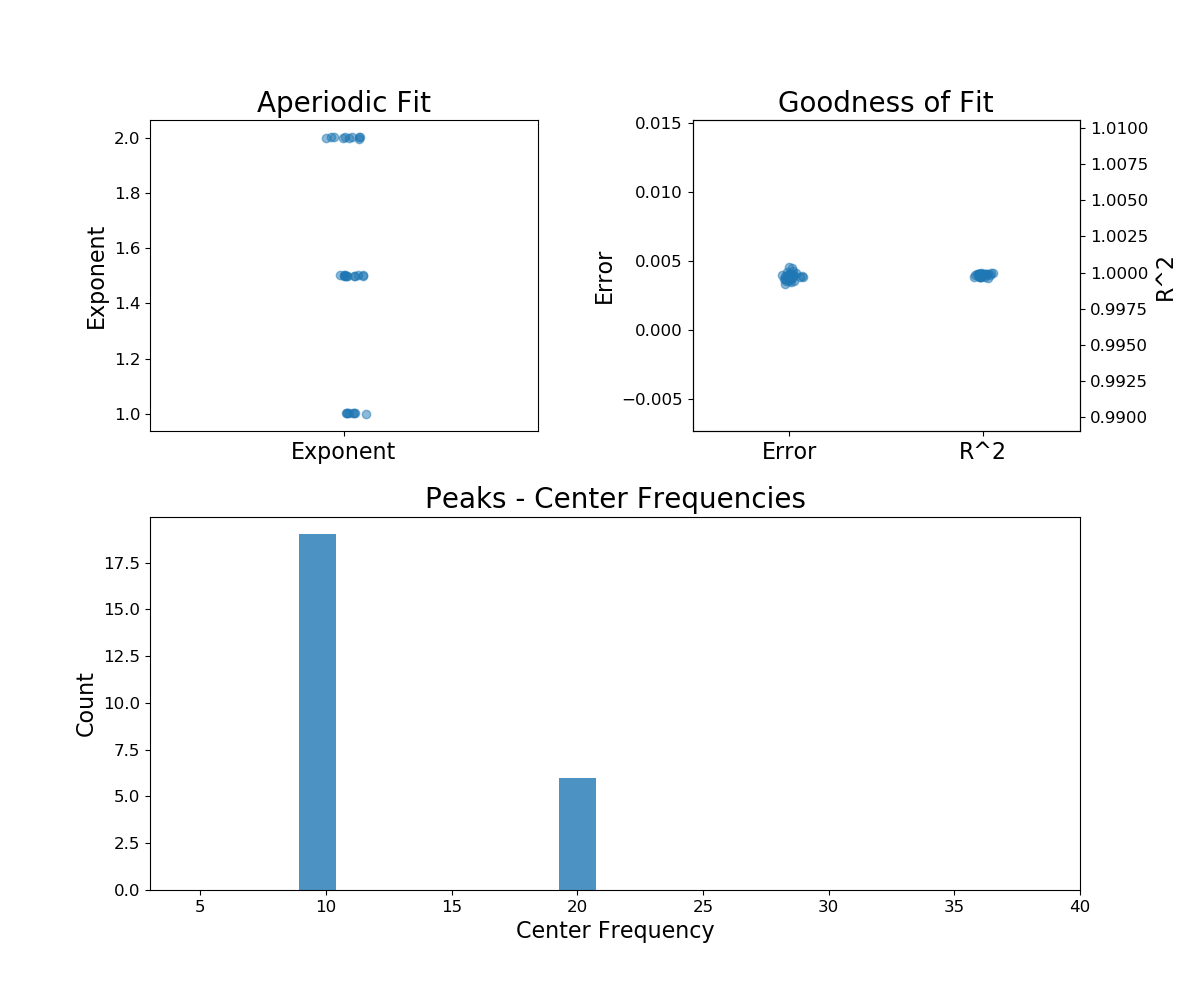 Aperiodic Fit
2.0
1.8
1.6
1.4
1.2
1.0
Exponent
Exponent
Goodness of Fit
0.015
0.010
0.005
0.000
−0.005
Error
Error
R^2
1.0100
1.0075
1.0050
1.0025
1.0000
0.9975
0.9950
0.9925
0.9900
R^2
Peaks - Center Frequencies
17.5
15.0
12.5
10.0
7.5
5.0
2.5
0.0
Count
5 10 15 20 25 30 35 40
Center Frequency